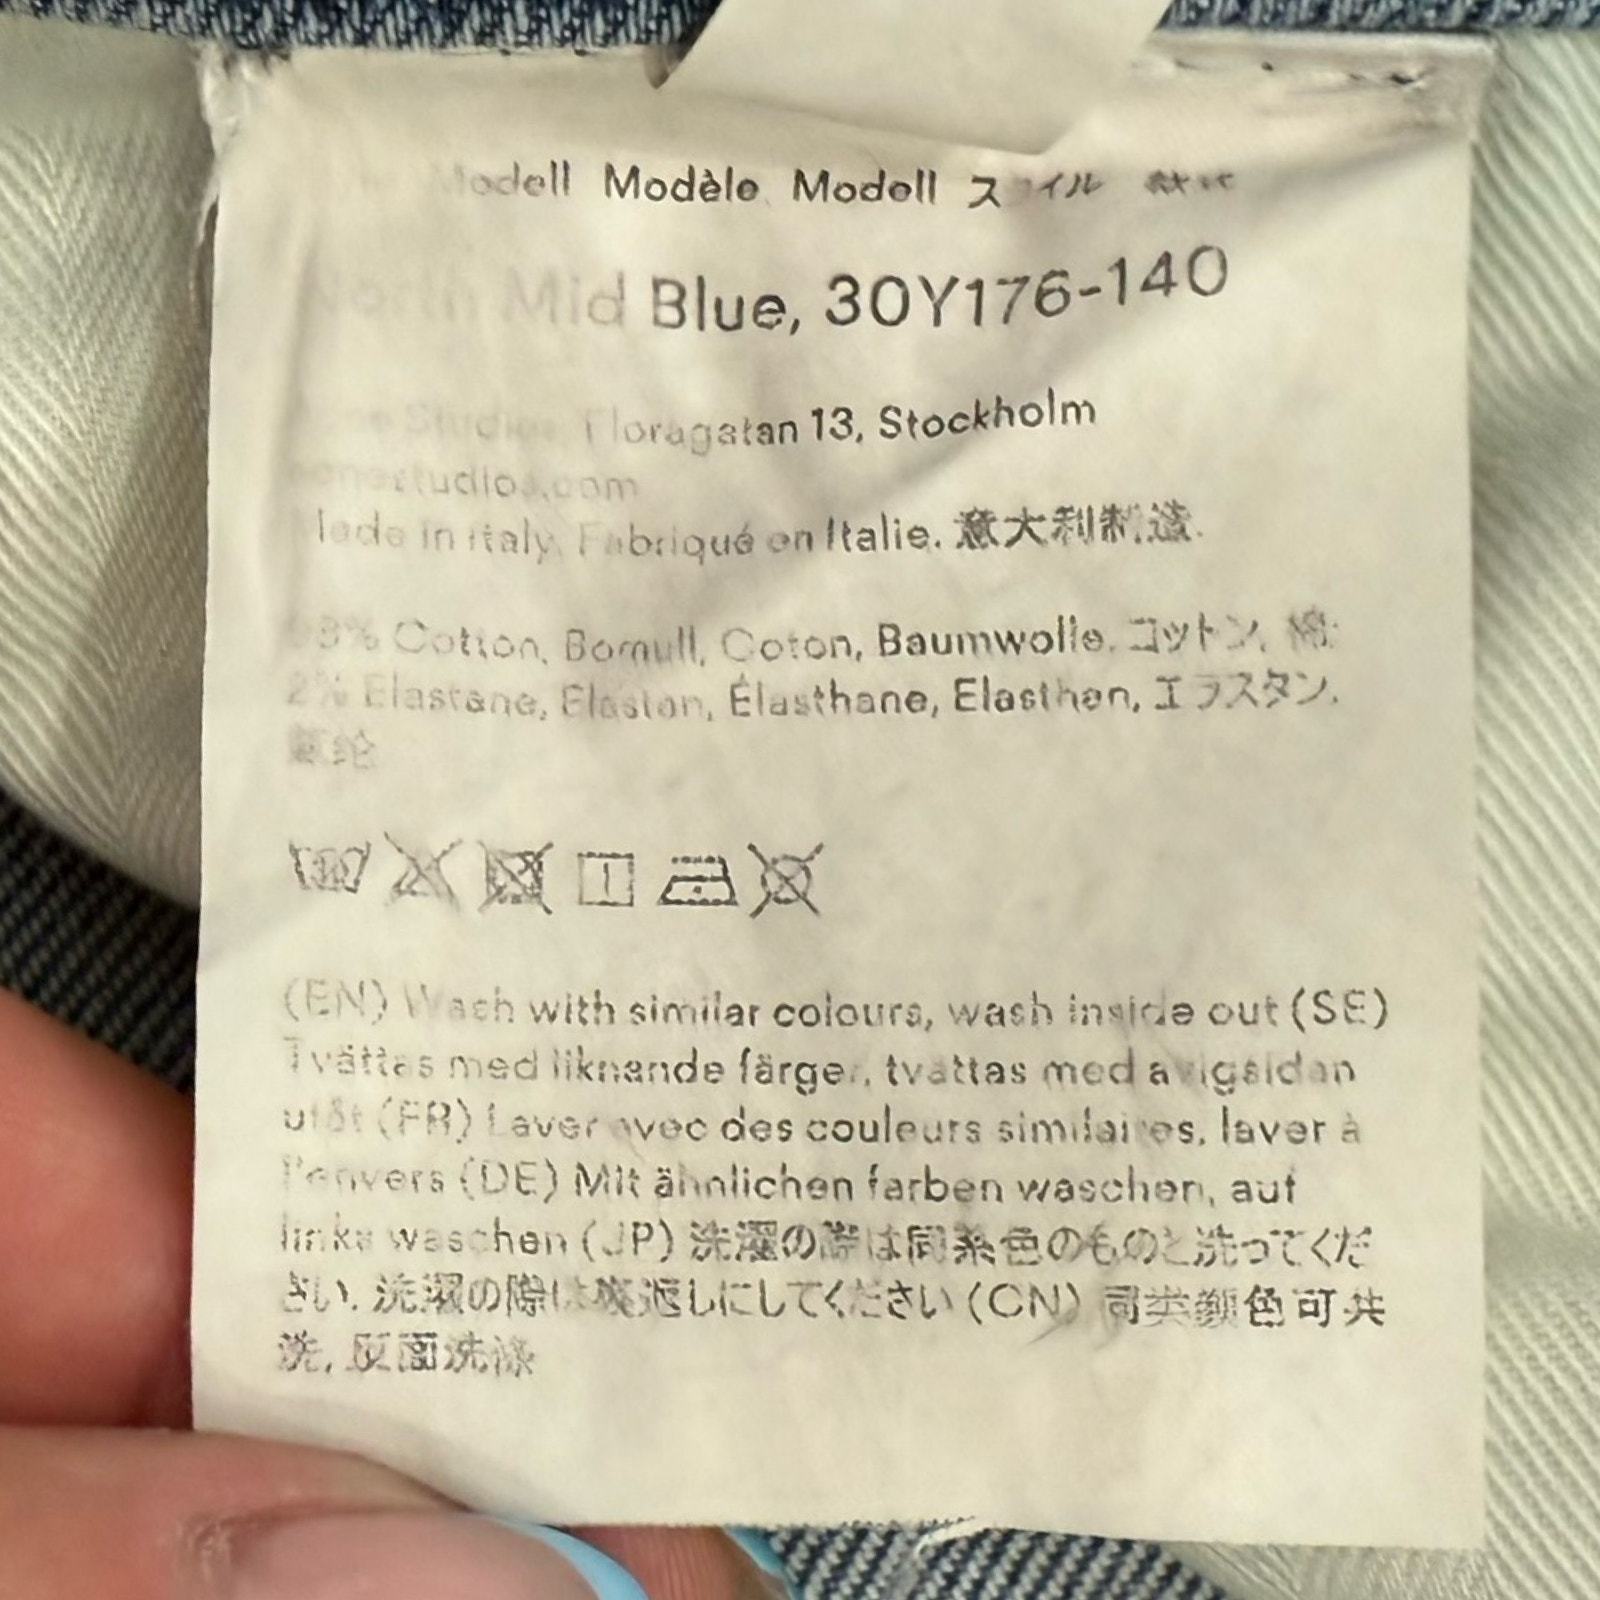 Modell Modèle Modell スタイル
North Mid Blue, 30Y176-140
Studios, Floragatan 13, Stockholm
acnestudios.com
Made in Italy. Fabriqué en Italie. 意大利制造.
98% Cotton, Bomull, Coton, Baumwolle, コットン, 棉;
2% Elastane, Elastan, Élasthane, Elasthan, エラスタン,
氨纶
(EN) Wash with similar colours, wash inside out (SE)
Tvättas med liknande färger, tvättas med avigsidan
utåt (FR) Laver avec des couleurs similaires, laver à
l'envers (DE) Mit ähnlichen farben waschen, auf
links waschen (JP) 洗濯の際は同系色のものと洗ってくだ
さい. 洗濯の際は裏返しにしてください (CN) 同类颜色可共
洗, 反面洗涤